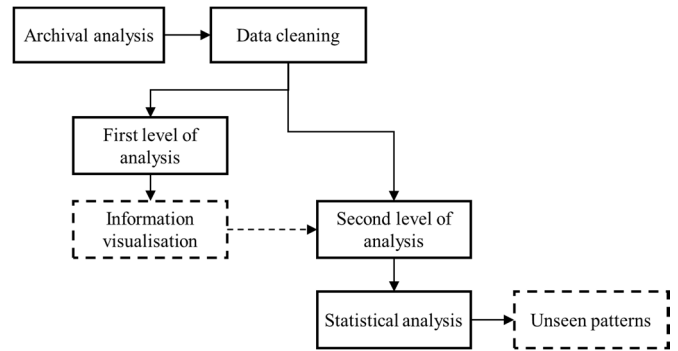 Archival analysis
Data cleaning
First level of
analysis
Information
visualisation
Second level of
analysis
Statistical analysis
Unseen patterns